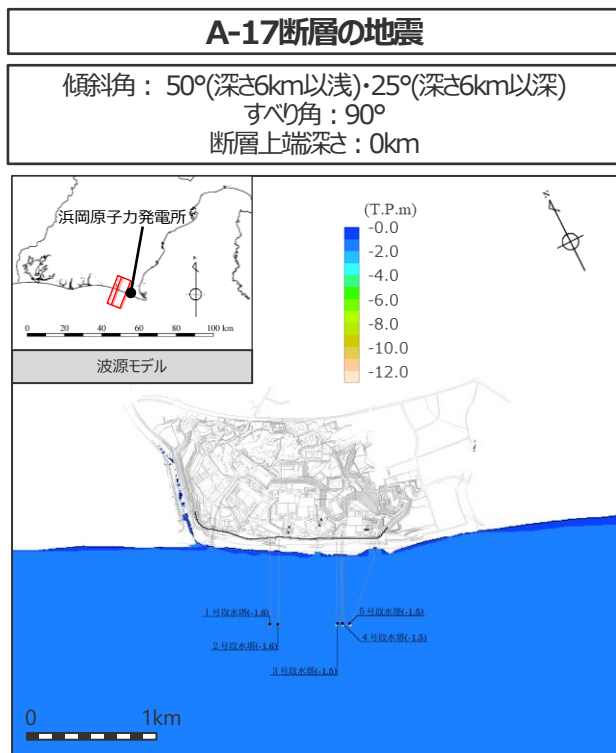 A-17断層の地震
傾斜角：50°(深さ6km以浅)・25°(深さ6km以深)
すべり角：90°
断層上端深さ：0km
浜岡原子力発電所
N
0 20 40 60 80 100 km
波源モデル
(T.P.m)
-0.0
-2.0
-4.0
-6.0
-8.0
-10.0
-12.0
N
1号取水塔(-1.6)
2号取水塔(-1.6)
3号取水塔(-1.5)
4号取水塔(-1.5)
5号取水塔(-1.5)
0 1km